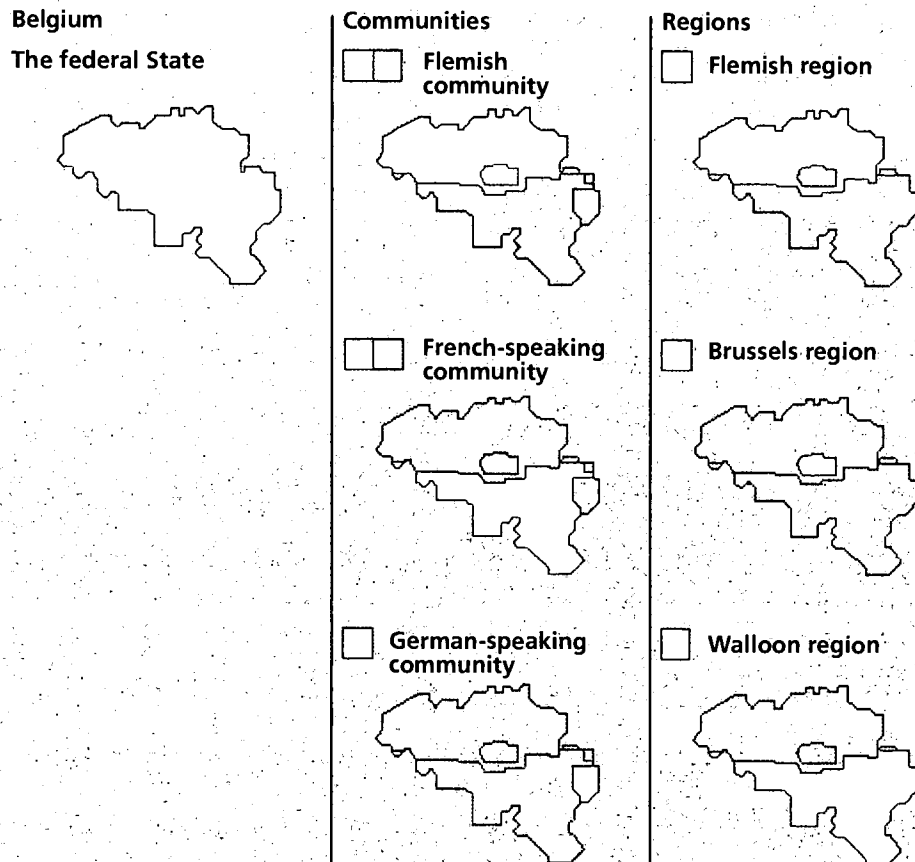 Belgium
The federal State
Communities
Flemish
community
French-speaking
community
German-speaking
community
Regions
Flemish region
Brussels region
Walloon region